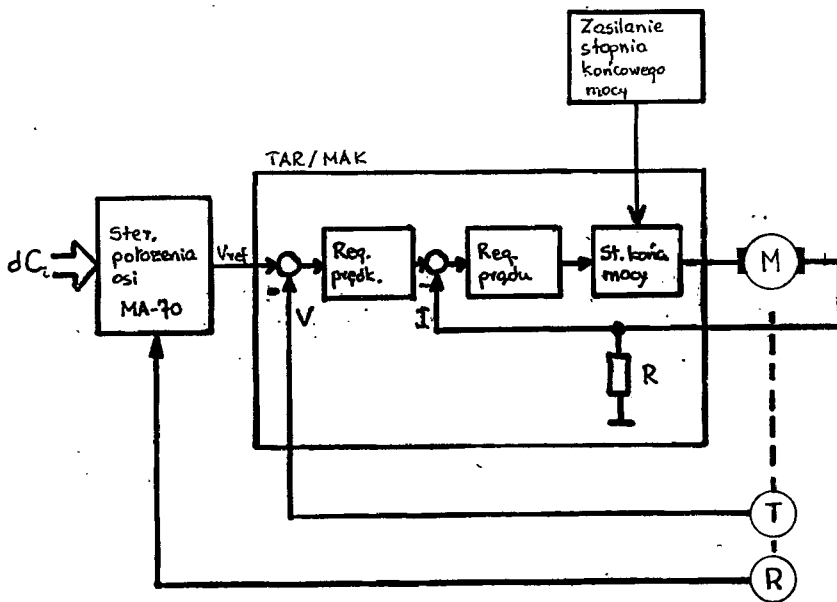 Zasilanie
stopnia
końcowego
mocy
TAR/MAK
Ster.
położenia
osi
MA-70
dCi
Vref
Reg.
prędk.
Reg.
prądu
St. końc.
mocy
M
-
V
-
I
R
T
R